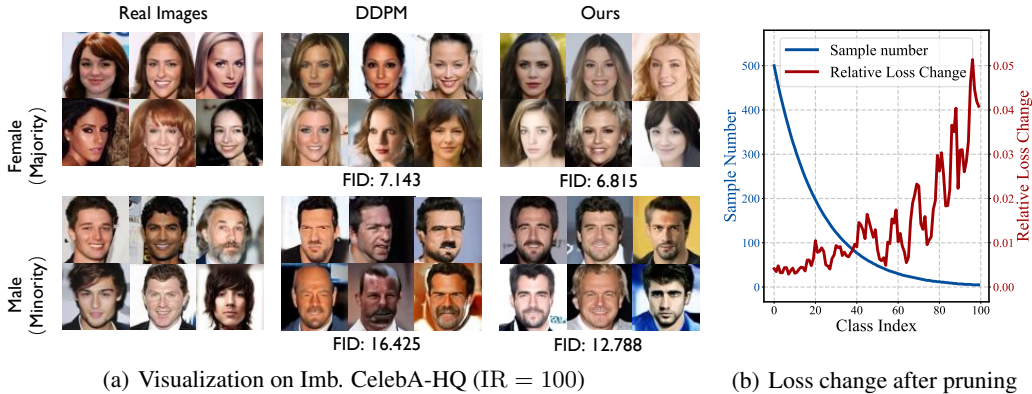 Real Images
DDPM
Ours
Female
(Majority)
FID: 7.143
FID: 6.815
Male
(Minority)
FID: 16.425
FID: 12.788
(a) Visualization on Imb. CelebA-HQ (IR = 100)
Sample number
Relative Loss Change
Sample Number
500
400
300
200
100
0
0.05
0.04
0.03
0.02
0.01
0.00
Relative Loss Change
0 20 40 60 80 100
Class Index
(b) Loss change after pruning